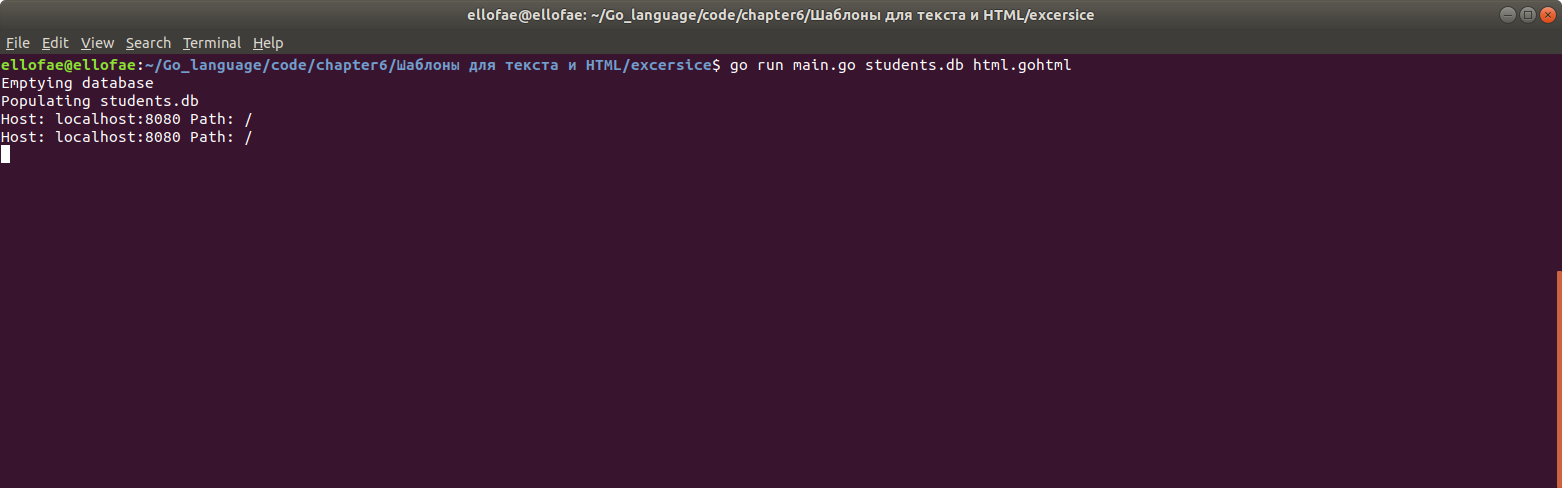 ellofae@ellofae: ~/Go_language/code/chapter6/Шаблоны для текста и HTML/excersice
File Edit View Search Terminal Help
ellofae@ellofae:~/Go_language/code/chapter6/Шаблоны для текста и HTML/excersice$ go run main.go students.db html.gohtml
Emptying database
Populating students.db
Host: localhost:8080 Path: /
Host: localhost:8080 Path: /